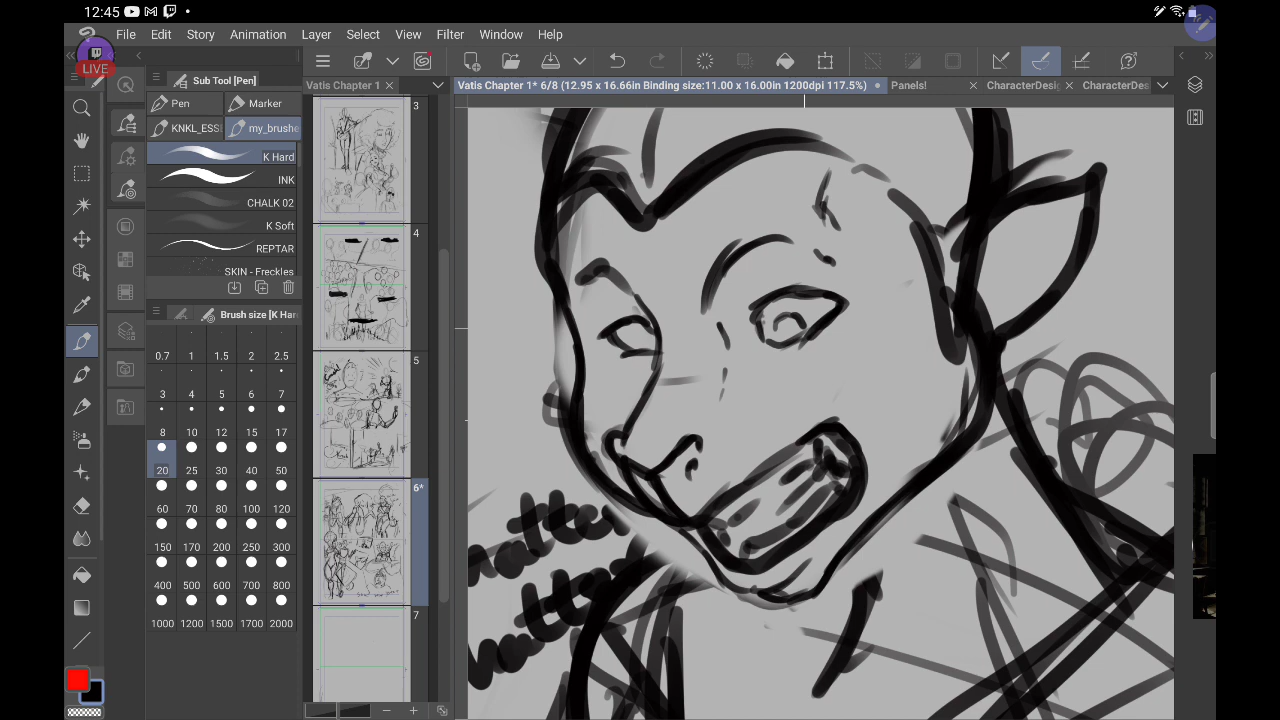 12:45
File Edit Story Animation Layer Select View Filter Window Help
LIVE
Sub Tool [Pen]
Vatis Chapter 1
Vatis Chapter 1* 6/8 (12.95 x 16.66in Binding size:11.00 x 16.00in 1200dpi 117.5%)
Panels!
CharacterDesi
CharacterDes
Pen Marker
KNKL_ESS my_brushe
K Hard
INK
CHALK 02
K Soft
REPTAR
SKIN - Freckles
Brush size [K Har
0.7 1 1.5 2 2.5
3 4 5 6 7
8 10 12 15 17
20 25 30 40 50
60 70 80 100 120
150 170 200 250 300
400 500 600 700 800
1000 1200 1500 1700 2000
3
4
5
6*
7